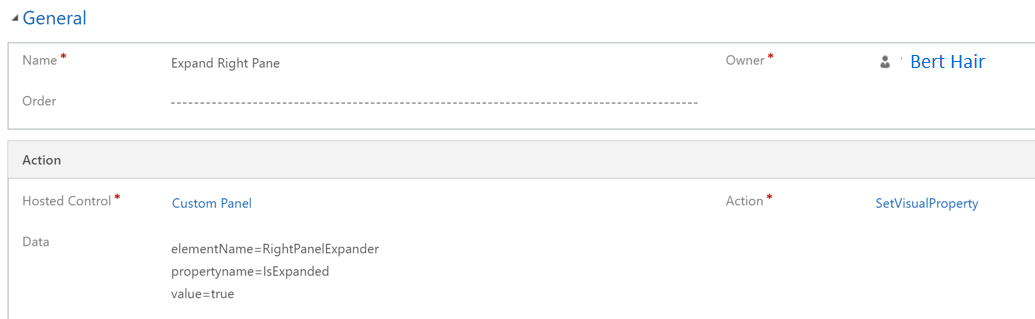 General
Name * Expand Right Pane Owner * Bert Hair
Order --------------------------------------------------------------------------------
Action
Hosted Control * Custom Panel Action * SetVisualProperty
Data elementName=RightPanelExpander
propertyname=IsExpanded
value=true